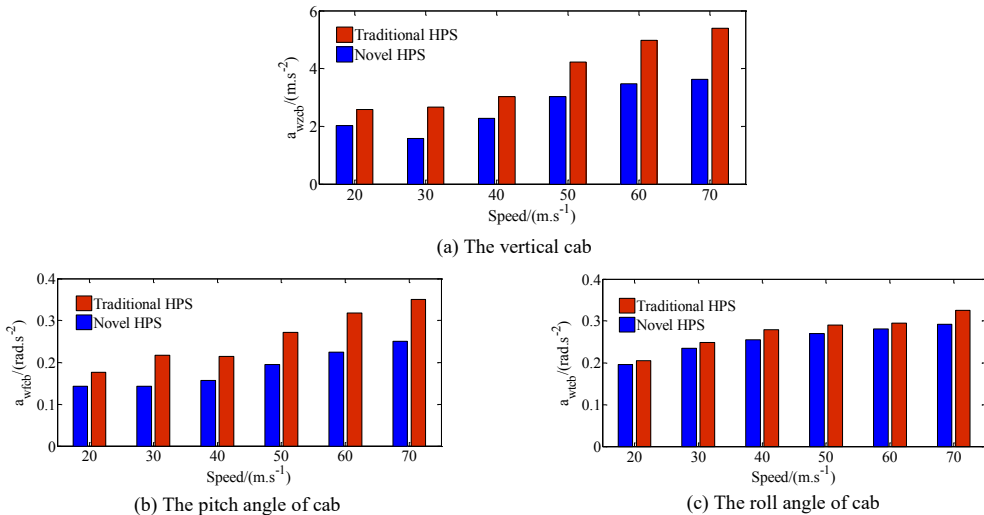 6
4
2
0
a_wzcb/(m.s^-2)
Traditional HPS
Novel HPS
20 30 40 50 60 70
Speed/(m.s^-1)
(a) The vertical cab
0.4
0.3
0.2
0.1
0
a_wfcb/(rad.s^-2)
Traditional HPS
Novel HPS
20 30 40 50 60 70
Speed/(m.s^-1)
(b) The pitch angle of cab
0.4
0.3
0.2
0.1
0
a_wtcb/(rad.s^-2)
Traditional HPS
Novel HPS
20 30 40 50 60 70
Speed/(m.s^-1)
(c) The roll angle of cab